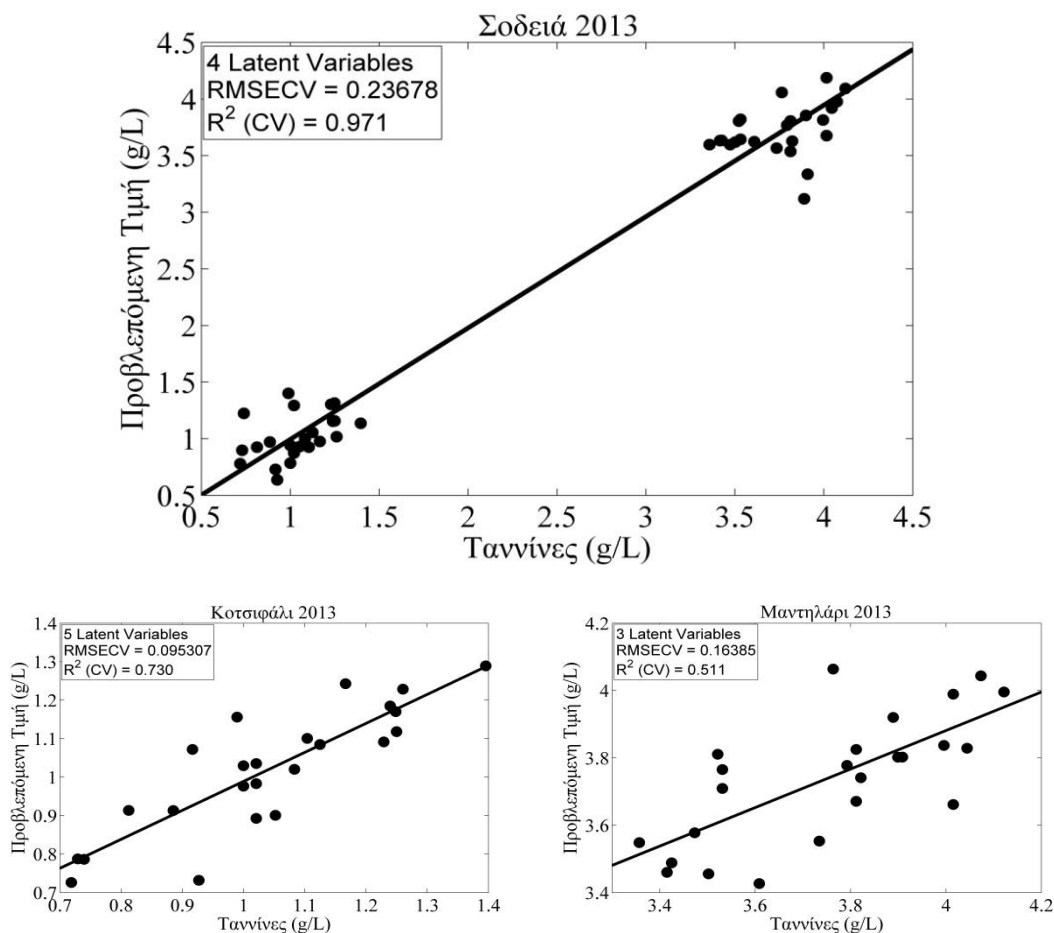 Σοδειά 2013
4 Latent Variables
RMSECV = 0.23678
R² (CV) = 0.971
Προβλεπόμενη Τιμή (g/L)
4.5
4
3.5
3
2.5
2
1.5
1
0.5
0.5 1 1.5 2 2.5 3 3.5 4 4.5
Ταννίνες (g/L)
Κοτσιφάλι 2013
5 Latent Variables
RMSECV = 0.095307
R² (CV) = 0.730
Προβλεπόμενη Τιμή (g/L)
1.4
1.3
1.2
1.1
1
0.9
0.8
0.7
0.7 0.8 0.9 1 1.1 1.2 1.3 1.4
Ταννίνες (g/L)
Μαντηλάρι 2013
3 Latent Variables
RMSECV = 0.16385
R² (CV) = 0.511
Προβλεπόμενη Τιμή (g/L)
4.2
4
3.8
3.6
3.4
3.4 3.6 3.8 4 4.2
Ταννίνες (g/L)